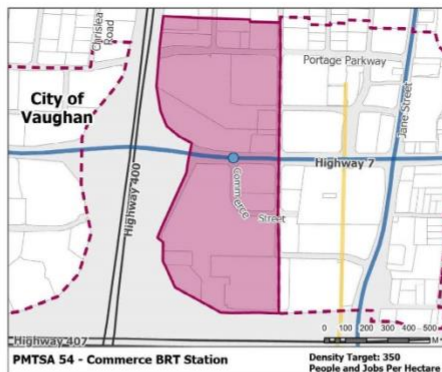 Carlslea
Road
Portage Parkway
City of
Vaughan
Jane Street
Highway 400
Highway 7
Commerce
Street
0 100 200 300 400 500
M
Highway 407
PMTSA 54 - Commerce BRT Station
Density Target: 350
People and Jobs Per Hectare